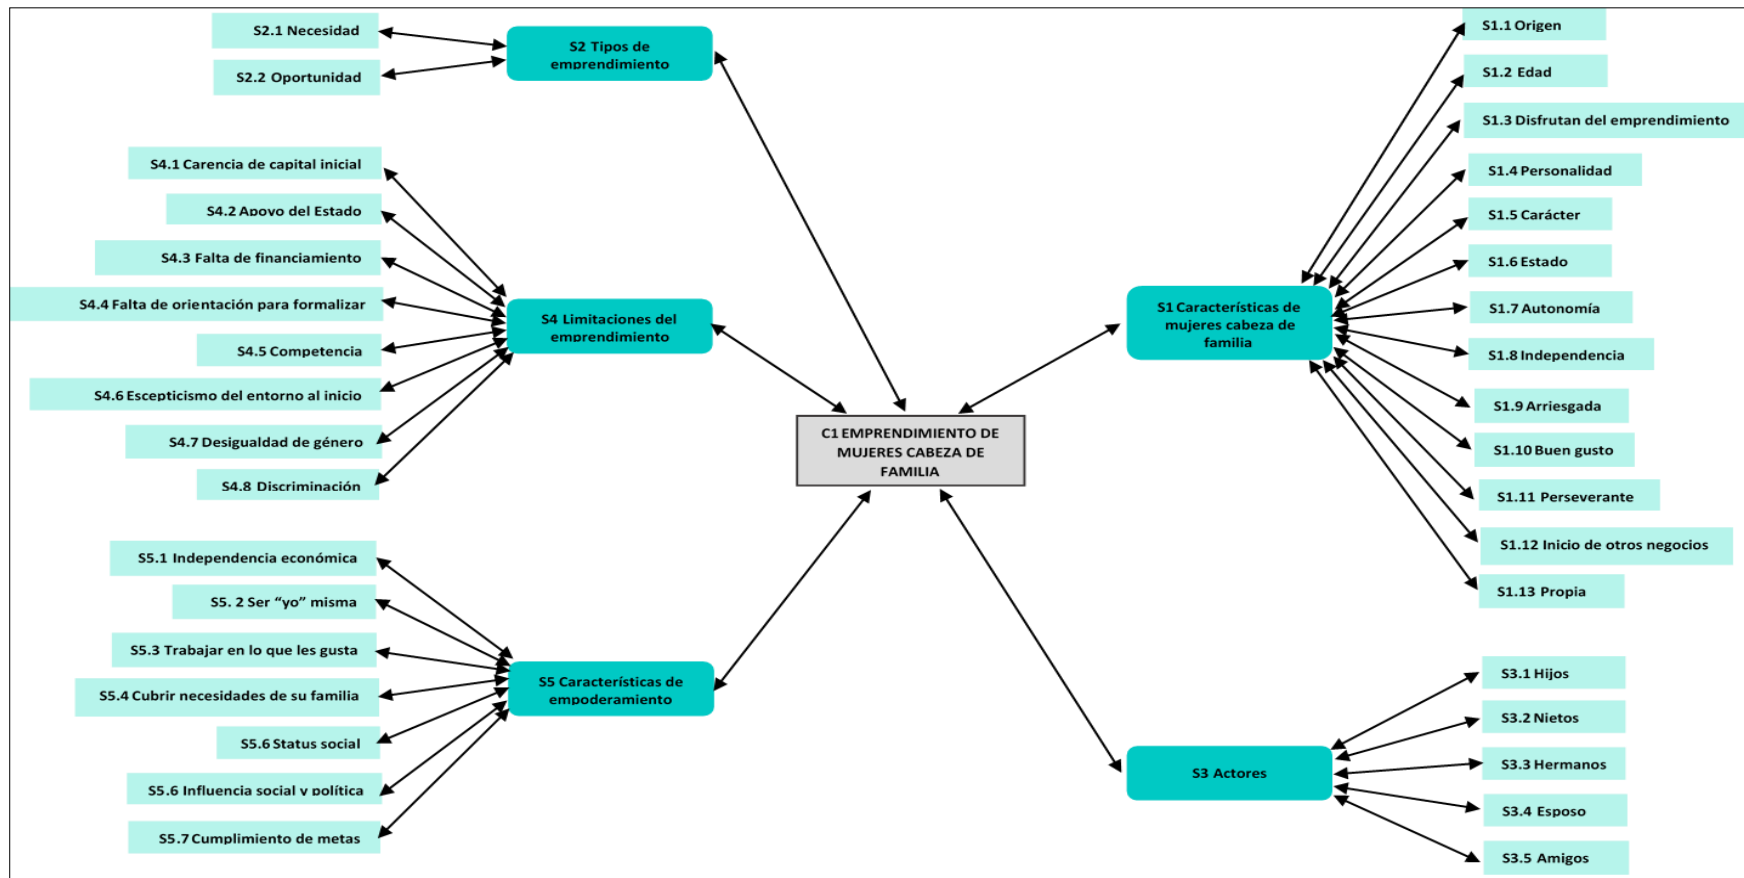 S2.1 Necesidad
S2.2 Oportunidad
S2 Tipos de
emprendimiento
S4.1 Carencia de capital inicial
S4.2 Apoyo del Estado
S4.3 Falta de financiamiento
S4.4 Falta de orientación para formalizar
S4.5 Competencia
S4.6 Escepticismo del entorno al inicio
S4.7 Desigualdad de género
S4.8 Discriminación
S4 Limitaciones del
emprendimiento
S5.1 Independencia económica
S5. 2 Ser “yo” misma
S5.3 Trabajar en lo que les gusta
S5.4 Cubrir necesidades de su familia
S5.6 Status social
S5.6 Influencia social y política
S5.7 Cumplimiento de metas
S5 Características de
empoderamiento
C1 EMPRENDIMIENTO DE
MUJERES CABEZA DE
FAMILIA
S1 Características de
mujeres cabeza de
familia
S1.1 Origen
S1.2 Edad
S1.3 Disfrutan del emprendimiento
S1.4 Personalidad
S1.5 Carácter
S1.6 Estado
S1.7 Autonomía
S1.8 Independencia
S1.9 Arriesgada
S1.10 Buen gusto
S1.11 Perseverante
S1.12 Inicio de otros negocios
S1.13 Propia
S3 Actores
S3.1 Hijos
S3.2 Nietos
S3.3 Hermanos
S3.4 Esposo
S3.5 Amigos